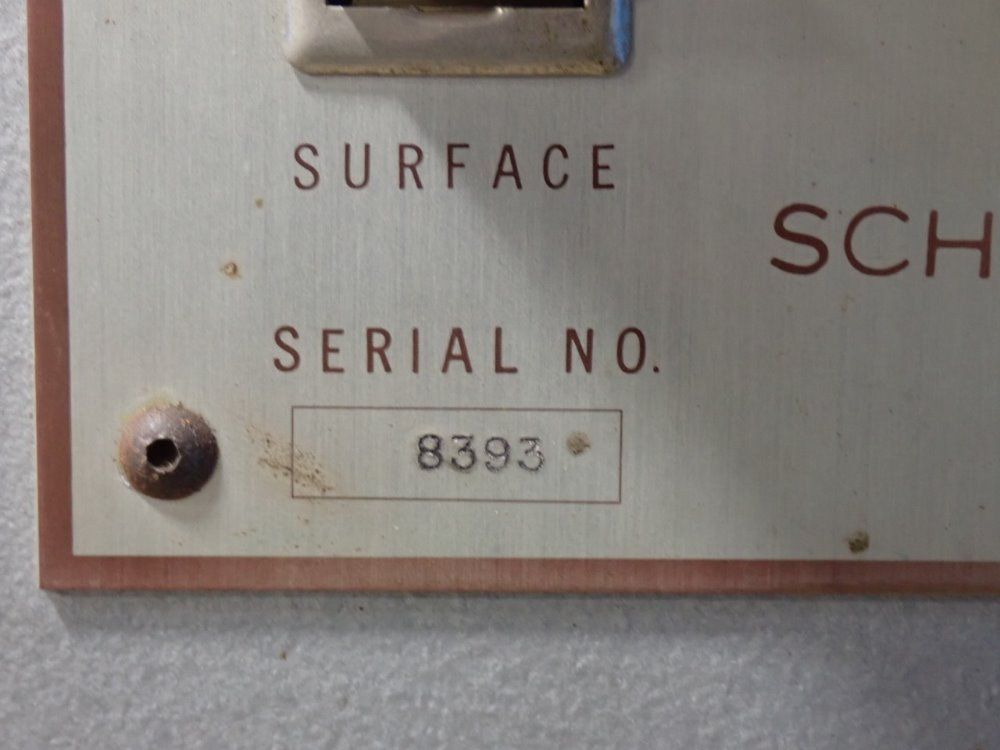 SURFACE
SCH
SERIAL NO.
8393